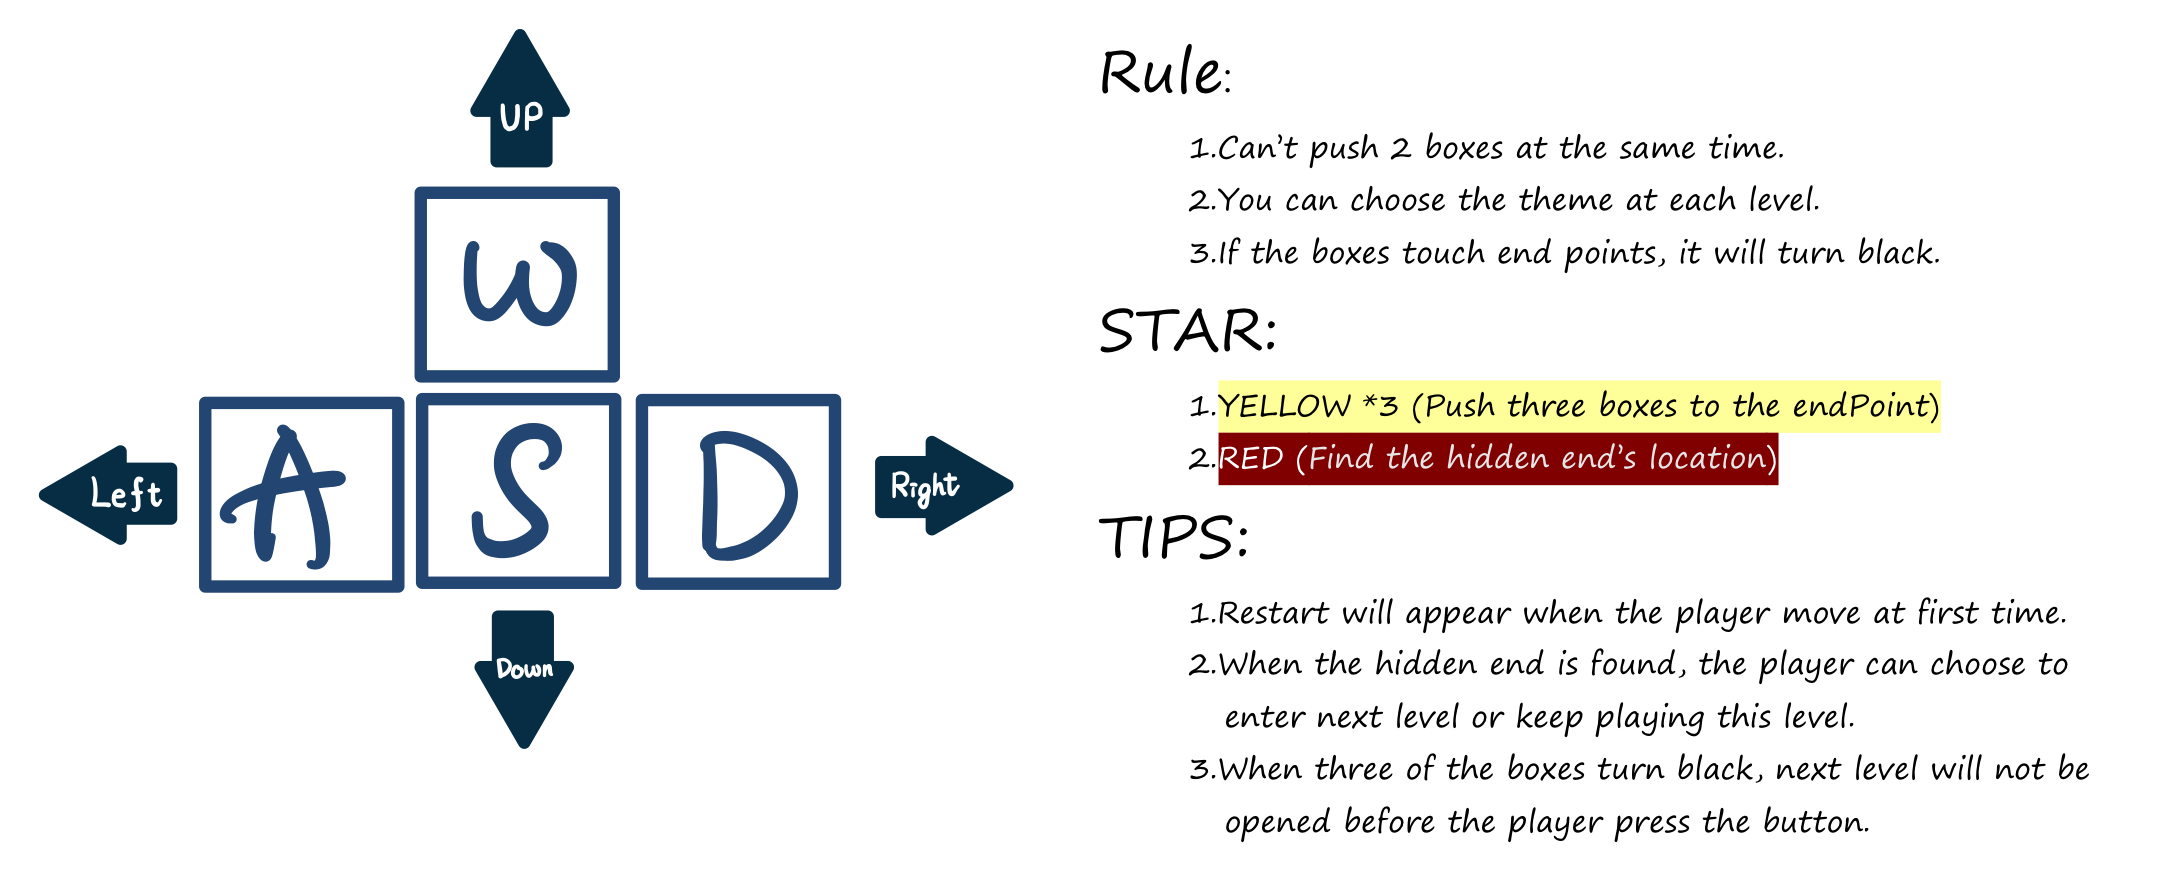 UP
W
A
S
D
Left
Right
Down
Rule:
1.Can't push 2 boxes at the same time.
2.You can choose the theme at each level.
3.If the boxes touch end points, it will turn black.
STAR:
1.YELLOW *3 (Push three boxes to the endPoint)
2.RED (Find the hidden end's location)
TIPS:
1.Restart will appear when the player move at first time.
2.When the hidden end is found, the player can choose to
enter next level or keep playing this level.
3.When three of the boxes turn black, next level will not be
opened before the player press the button.